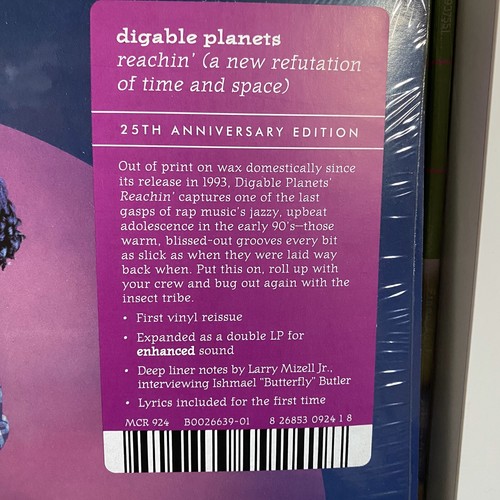 digable planets
reachin' (a new refutation
of time and space)
25TH ANNIVERSARY EDITION
Out of print on wax domestically since
its release in 1993, Digable Planets'
Reachin' captures one of the last
gasps of rap music's jazzy, upbeat
adolescence in the early 90's—those
warm, blissed-out grooves every bit
as slick as when they were laid way
back when. Put this on, roll up with
your crew and bug out again with the
insect tribe.
• First vinyl reissue
• Expanded as a double LP for
enhanced sound
• Deep liner notes by Larry Mizell Jr.,
interviewing Ishmael "Butterfly" Butler
• Lyrics included for the first time
MCR 924 B0026639-01 8 26853 0924 1 8